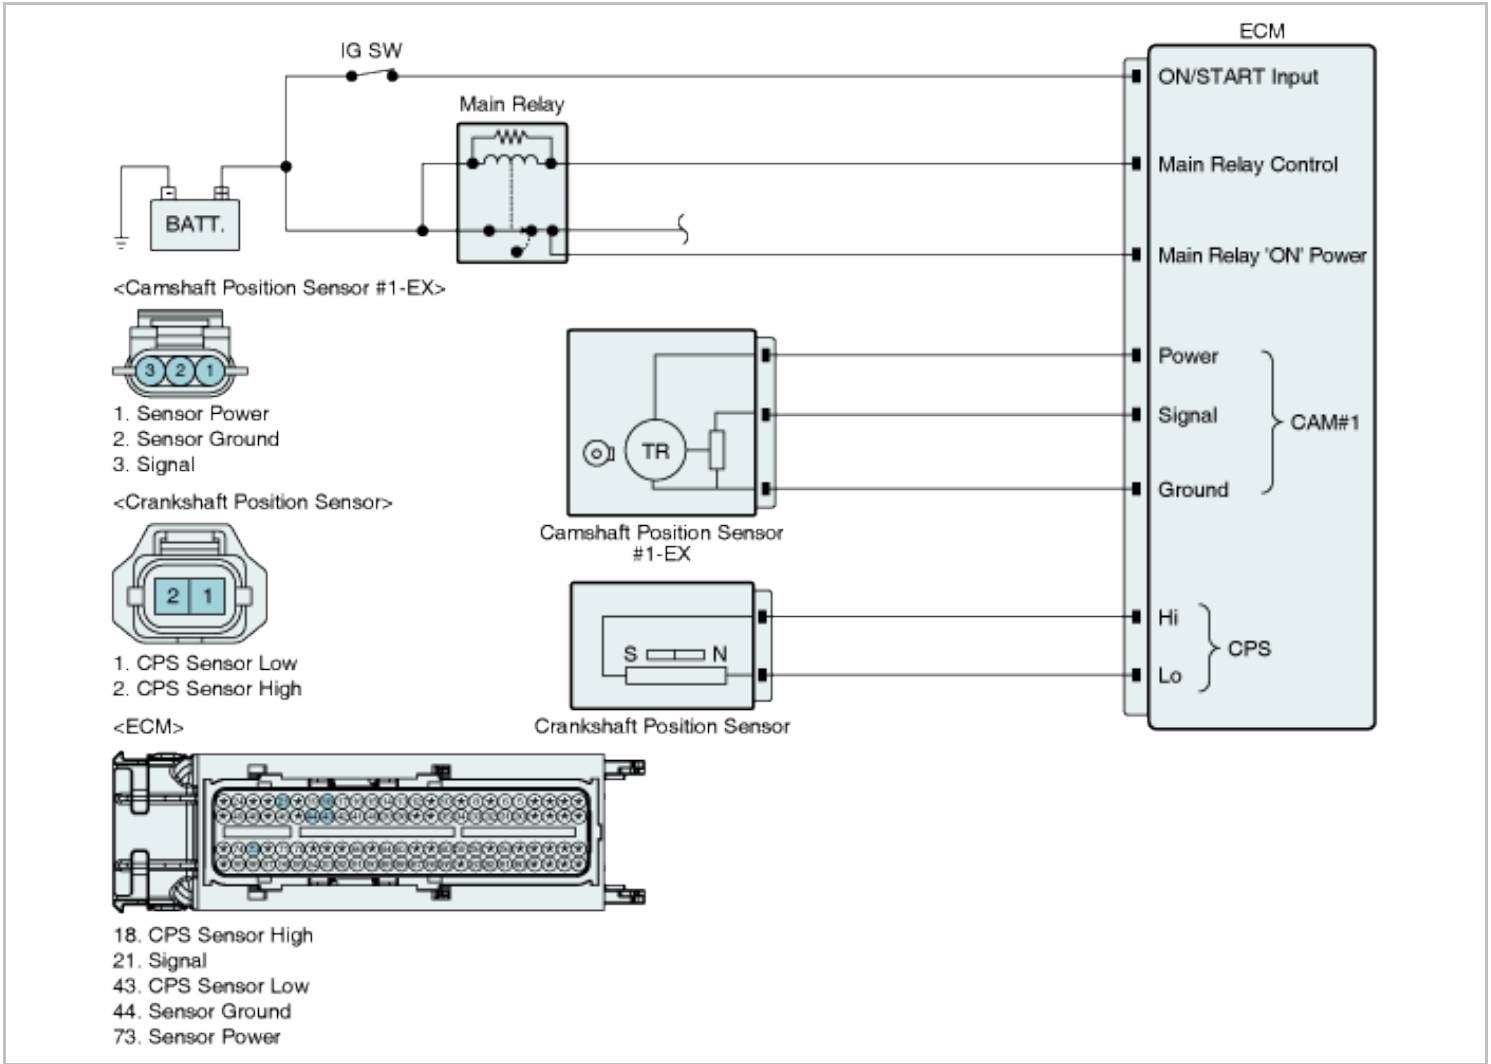 ECM
IG SW
ON/START Input
Main Relay
Main Relay Control
BATT.
Main Relay 'ON' Power
<Camshaft Position Sensor #1-EX>
3 2 1
1. Sensor Power
2. Sensor Ground
3. Signal
Power
Signal
Ground
CAM#1
TR
Camshaft Position Sensor
#1-EX
<Crankshaft Position Sensor>
2 1
1. CPS Sensor Low
2. CPS Sensor High
Hi
Lo
CPS
S N
Crankshaft Position Sensor
<ECM>
18. CPS Sensor High
21. Signal
43. CPS Sensor Low
44. Sensor Ground
73. Sensor Power